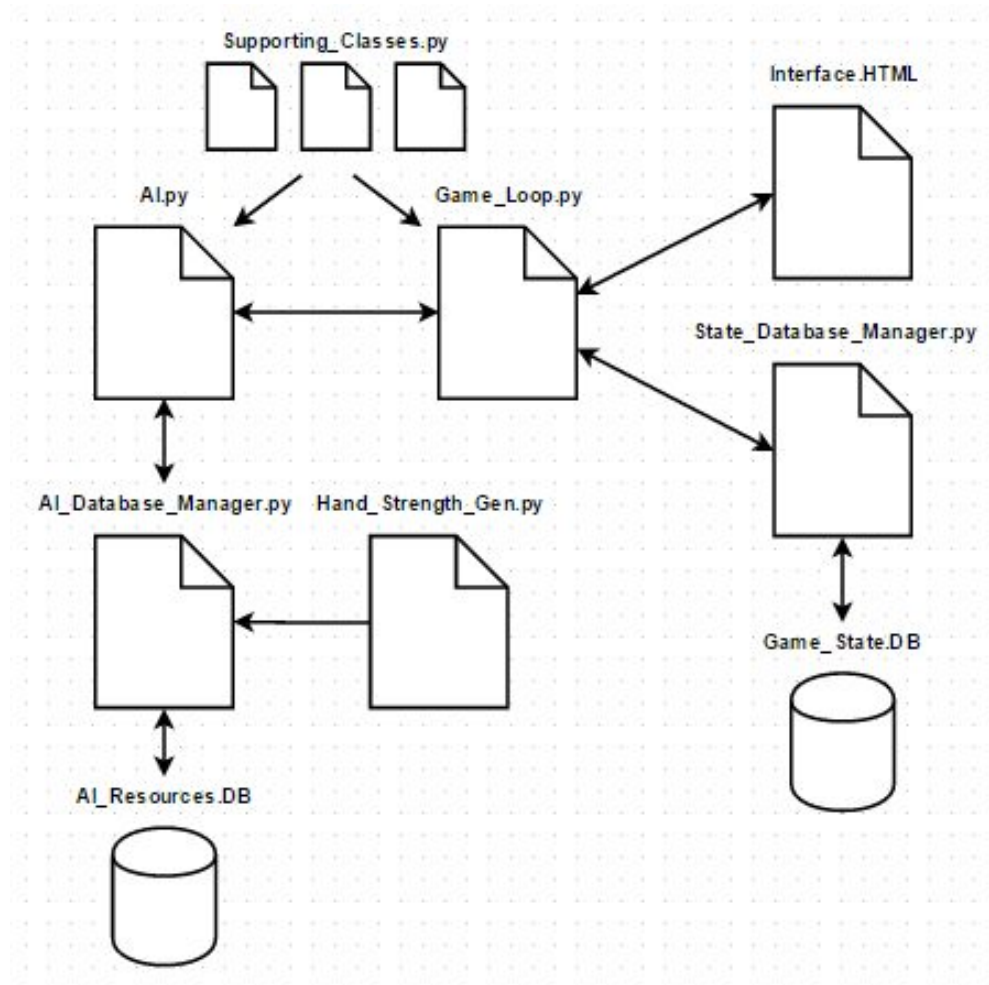 Supporting_Classes.py
Interface.HTML
AI.py
Game_Loop.py
State_Database_Manager.py
AI_Database_Manager.py
Hand_Strength_Gen.py
Game_State.DB
AI_Resources.DB